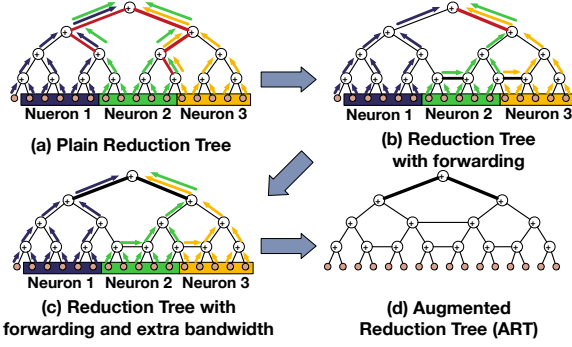 Nueron 1 Neuron 2 Neuron 3
(a) Plain Reduction Tree
Neuron 1 Neuron 2 Neuron 3
(b) Reduction Tree
with forwarding
Neuron 1 Neuron 2 Neuron 3
(c) Reduction Tree with
forwarding and extra bandwidth
(d) Augmented
Reduction Tree (ART)